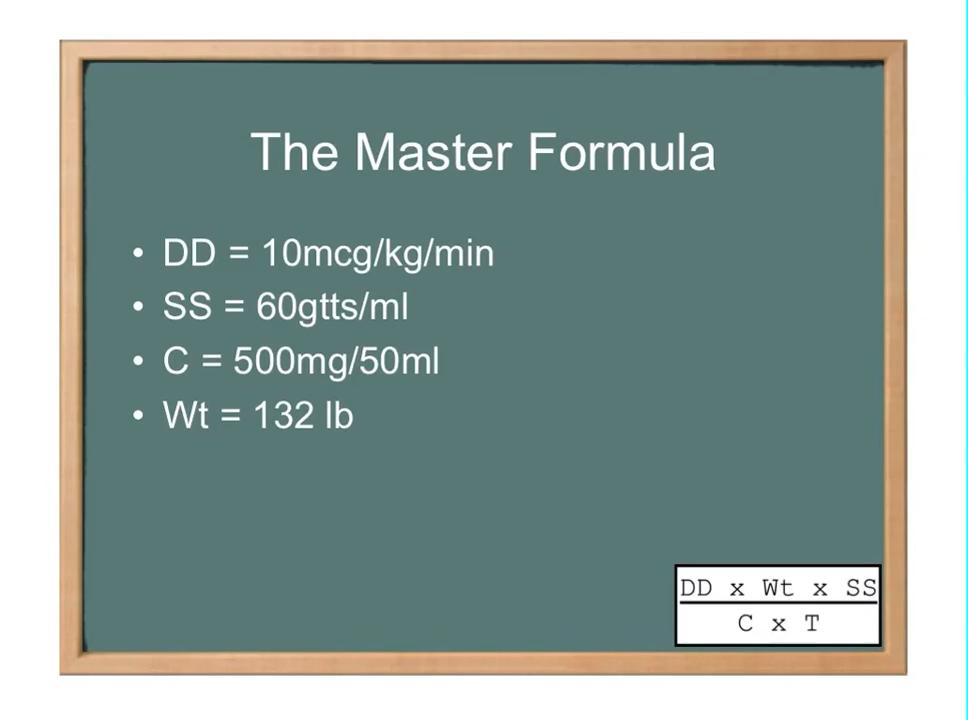 The Master Formula
• DD = 10mcg/kg/min
• SS = 60gtts/ml
• C = 500mg/50ml
• Wt = 132 lb
DD x Wt x SS
C x T